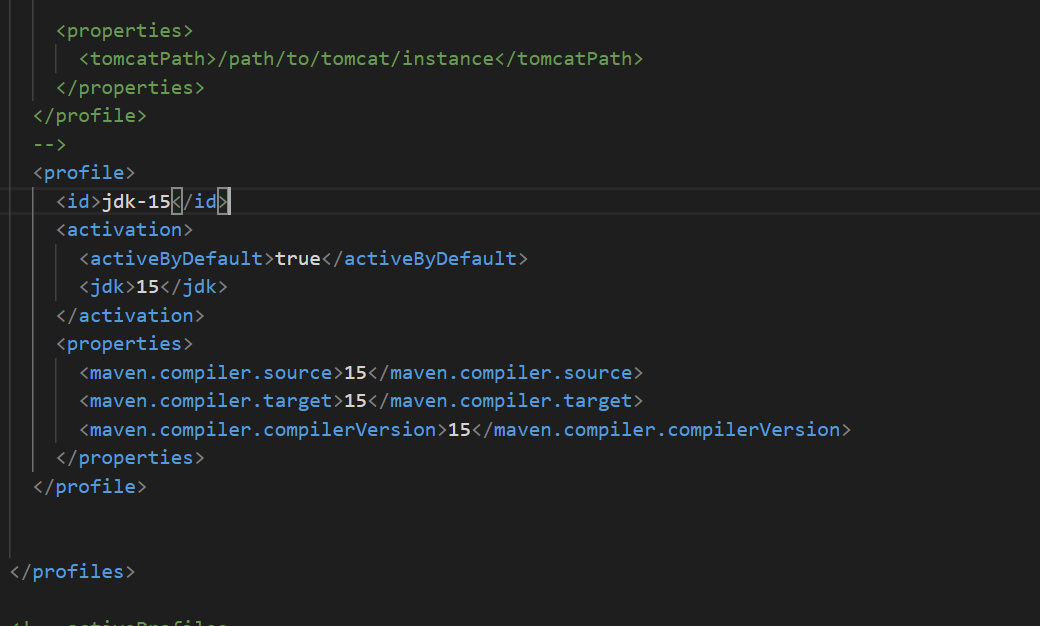 <properties>
<tomcatPath>/path/to/tomcat/instance</tomcatPath>
</properties>
</profile>
-->
<profile>
<id>jdk-15</id>
<activation>
<activeByDefault>true</activeByDefault>
<jdk>15</jdk>
</activation>
<properties>
<maven.compiler.source>15</maven.compiler.source>
<maven.compiler.target>15</maven.compiler.target>
<maven.compiler.compilerVersion>15</maven.compiler.compilerVersion>
</properties>
</profile>
</profiles>